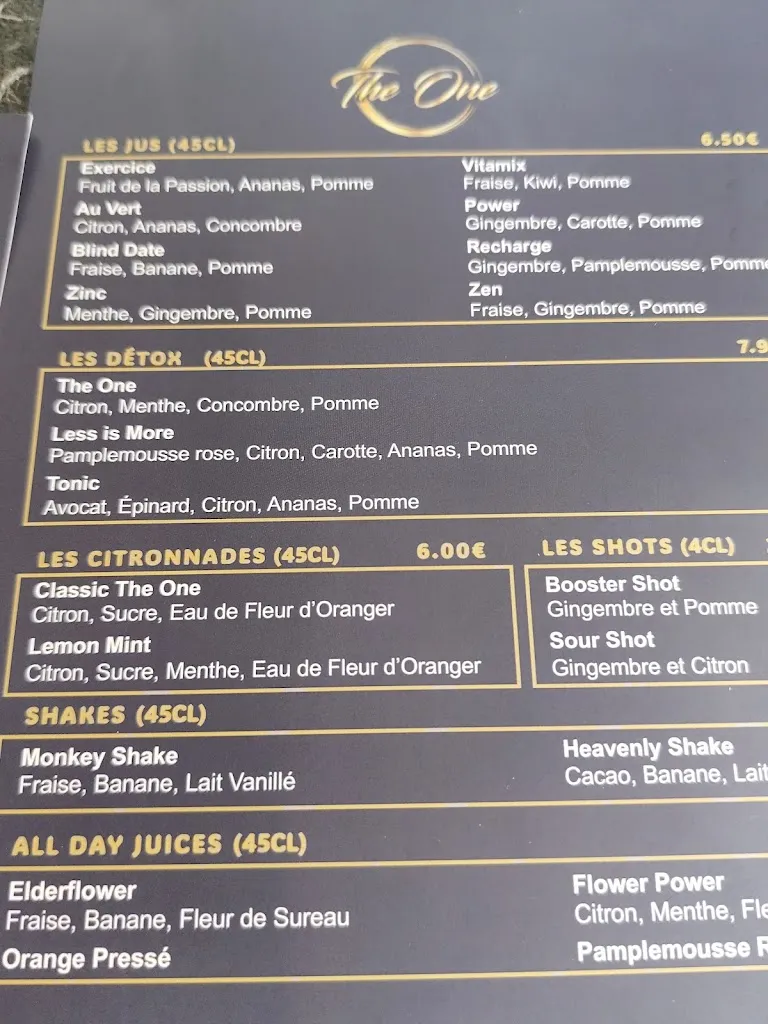 The One
LES JUS (45CL) 6.50€
Exercice
Fruit de la Passion, Ananas, Pomme
Au Vert
Citron, Ananas, Concombre
Blind Date
Fraise, Banane, Pomme
Zinc
Menthe, Gingembre, Pomme
Vitamix
Fraise, Kiwi, Pomme
Power
Gingembre, Carotte, Pomme
Recharge
Gingembre, Pamplemousse, Pomme
Zen
Fraise, Gingembre, Pomme
LES DÉTOX (45CL) 7.9
The One
Citron, Menthe, Concombre, Pomme
Less is More
Pamplemousse rose, Citron, Carotte, Ananas, Pomme
Tonic
Avocat, Épinard, Citron, Ananas, Pomme
LES CITRONNADES (45CL) 6.00€
Classic The One
Citron, Sucre, Eau de Fleur d'Oranger
Lemon Mint
Citron, Sucre, Menthe, Eau de Fleur d'Oranger
LES SHOTS (4CL)
Booster Shot
Gingembre et Pomme
Sour Shot
Gingembre et Citron
SHAKES (45CL)
Monkey Shake
Fraise, Banane, Lait Vanillé
Heavenly Shake
Cacao, Banane, Lait
ALL DAY JUICES (45CL)
Elderflower
Fraise, Banane, Fleur de Sureau
Orange Pressé
Flower Power
Citron, Menthe, Fle
Pamplemousse R